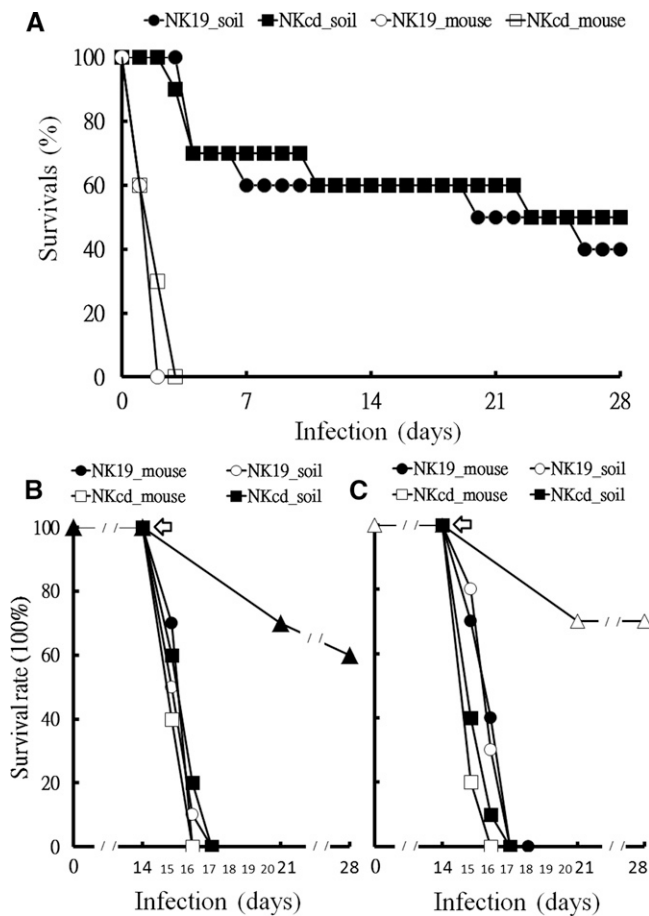 A
NK19_soil NKcd_soil NK19_mouse NKcd_mouse
100
80
60
40
20
0
Survivals (%)
0 7 14 21 28
Infection (days)
B
NK19_mouse NK19_soil
NKcd_mouse NKcd_soil
100
80
60
40
20
0
Survival rate (100%)
0 14 15 16 17 18 19 20 21 28
Infection (days)
C
NK19_mouse NK19_soil
NKcd_mouse NKcd_soil
0 14 15 16 17 18 19 20 21 28
Infection (days)